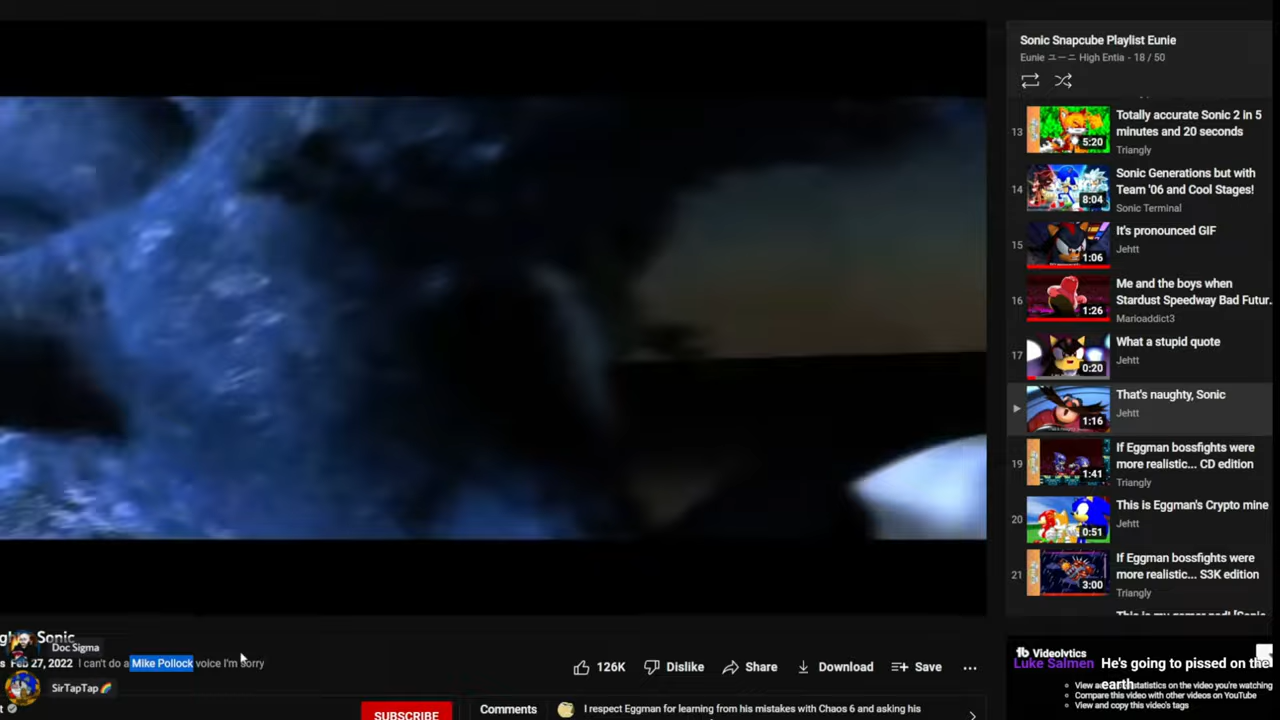 Sonic Snapcube Playlist Eunie
Eunie ユーニ High Entia - 18 / 50
13
Totally accurate Sonic 2 in 5
minutes and 20 seconds
5:20
Triangly
14
Sonic Generations but with
Team '06 and Cool Stages!
8:04
Sonic Terminal
15
It's pronounced GIF
Jehtt
1:06
16
Me and the boys when
Stardust Speedway Bad Futur...
1:26
Marioaddict3
17
What a stupid quote
Jehtt
0:20
That's naughty, Sonic
Jehtt
1:16
19
If Eggman bossfights were
more realistic... CD edition
1:41
Triangly
20
This is Eggman's Crypto mine
Jehtt
0:51
21
If Eggman bossfights were
more realistic... S3K edition
3:00
Triangly
Sonic
Doc Sigma
s Feb 27, 2022 I can't do a Mike Pollock voice I'm sorry
SirTapTap
126K Dislike Share Download Save ...
SUBSCRIBE
Comments
I respect Eggman for learning from his mistakes with Chaos 6 and asking his
Videolytics
Luke Salmen He's going to pissed on the
earth
statistics on the video you're watching
Compare this video with other videos on YouTube
View and copy this video's tags